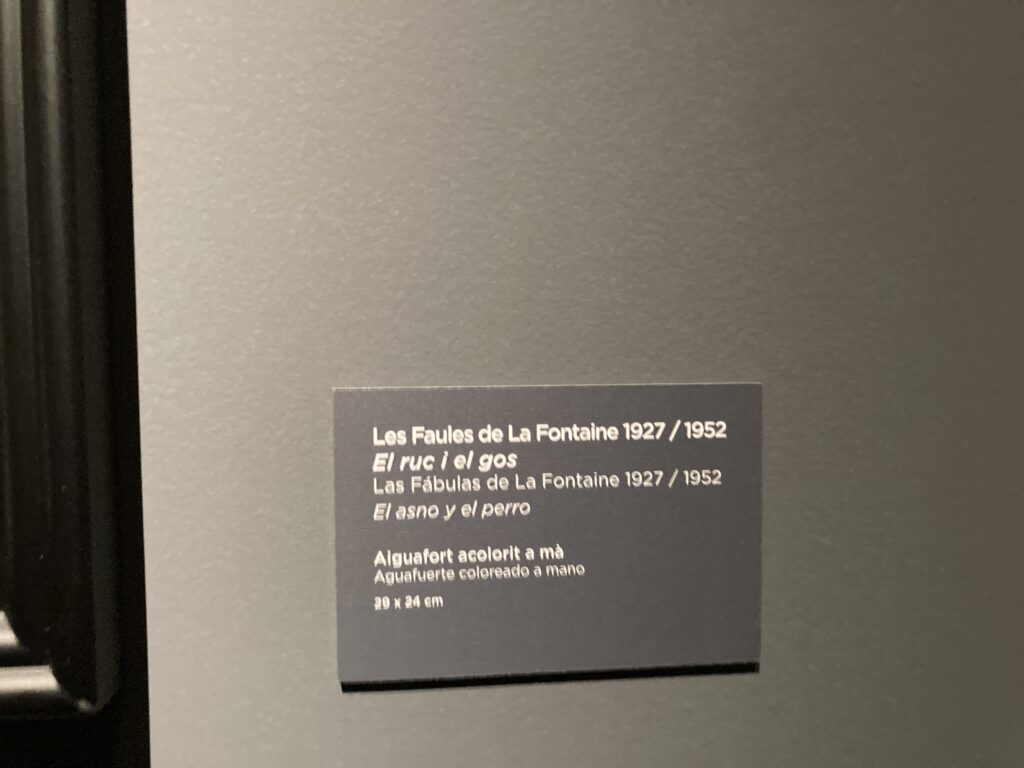 Les Faules de La Fontaine 1927 / 1952
El ruc i el gos
Las Fábulas de La Fontaine 1927 / 1952
El asno y el perro
Aiguafort acolorit a mà
Aguafuerte coloreado a mano
29 x 24 cm